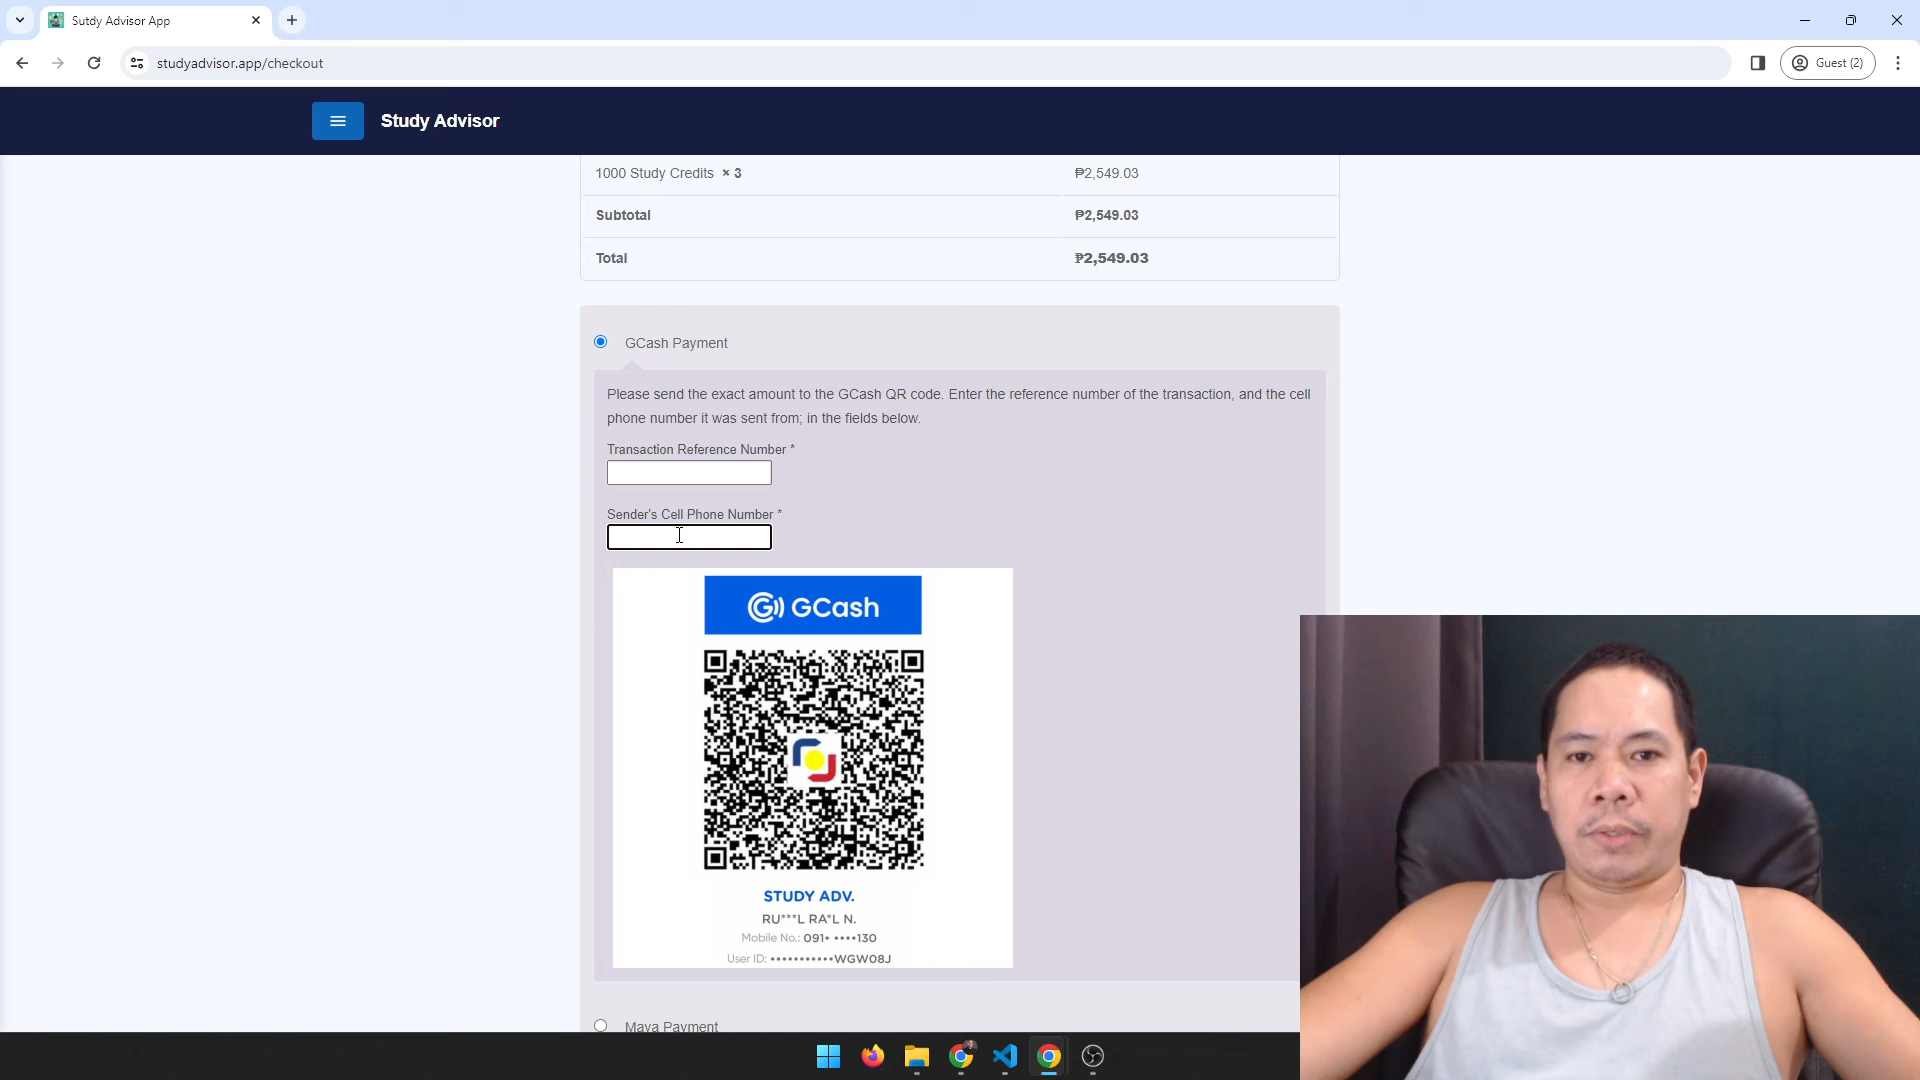 Sutdy Advisor App
studyadvisor.app/checkout
Guest (2)
Study Advisor
1000 Study Credits × 3 ₱2,549.03
Subtotal ₱2,549.03
Total ₱2,549.03
GCash Payment
Please send the exact amount to the GCash QR code. Enter the reference number of the transaction, and the cell
phone number it was sent from; in the fields below.
Transaction Reference Number *
Sender's Cell Phone Number *
GCash
STUDY ADV.
RU***L RA*L N.
Mobile No.: 091• ••••130
User ID: •••••••••••WGW08J
Maya Payment